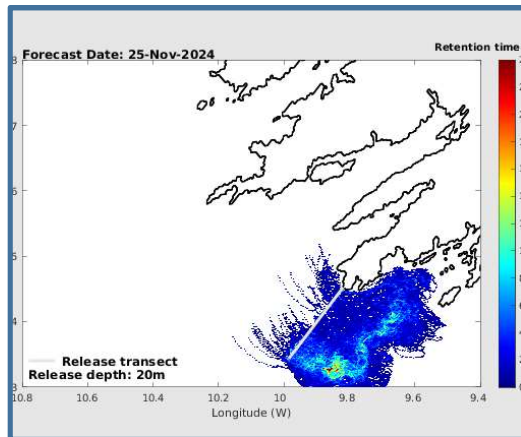 Forecast Date: 25-Nov-2024
Retention time
Release transect
Release depth: 20m
10.8 10.6 10.4 10.2 10 9.8 9.6 9.4
Longitude (W)